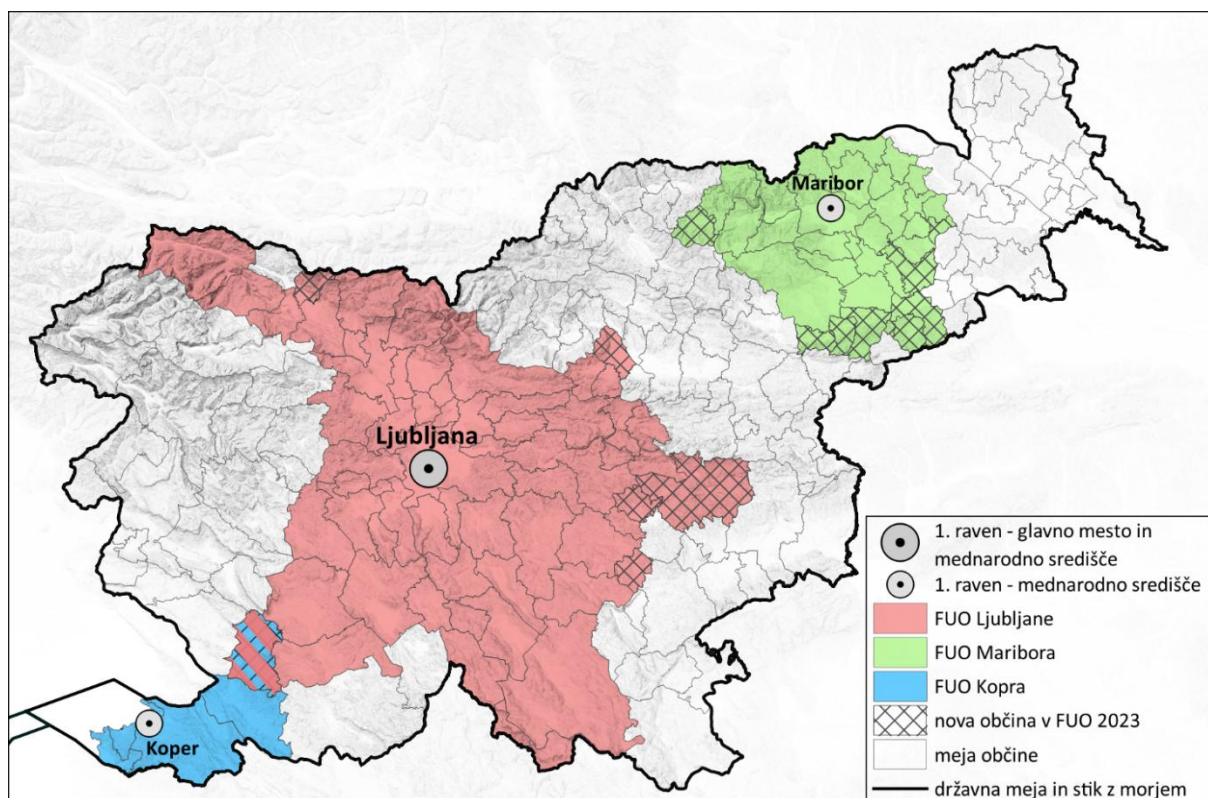 Maribor
Ljubljana
Koper
1. raven - glavno mesto in
mednarodno središče
1. raven - mednarodno središče
FUO Ljubljane
FUO Maribora
FUO Kopra
nova občina v FUO 2023
meja občine
državna meja in stik z morjem